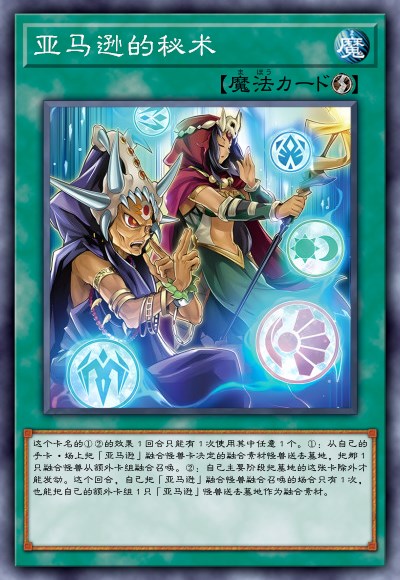 亚马逊的秘术
魔
【魔法カード】
まほう
这个卡名的①②的效果1回合只能有1次使用其中任意1个。①：从自己的
手卡·场上把「亚马逊」融合怪兽卡决定的融合素材怪兽送去墓地，把那1
只融合怪兽从额外卡组融合召唤。②：自己主要阶段把墓地的这张卡除外才
能发动。这个回合，自己把「亚马逊」融合怪兽融合召唤的场合只有1次，
也能把自己的额外卡组1只「亚马逊」怪兽送去墓地作为融合素材。